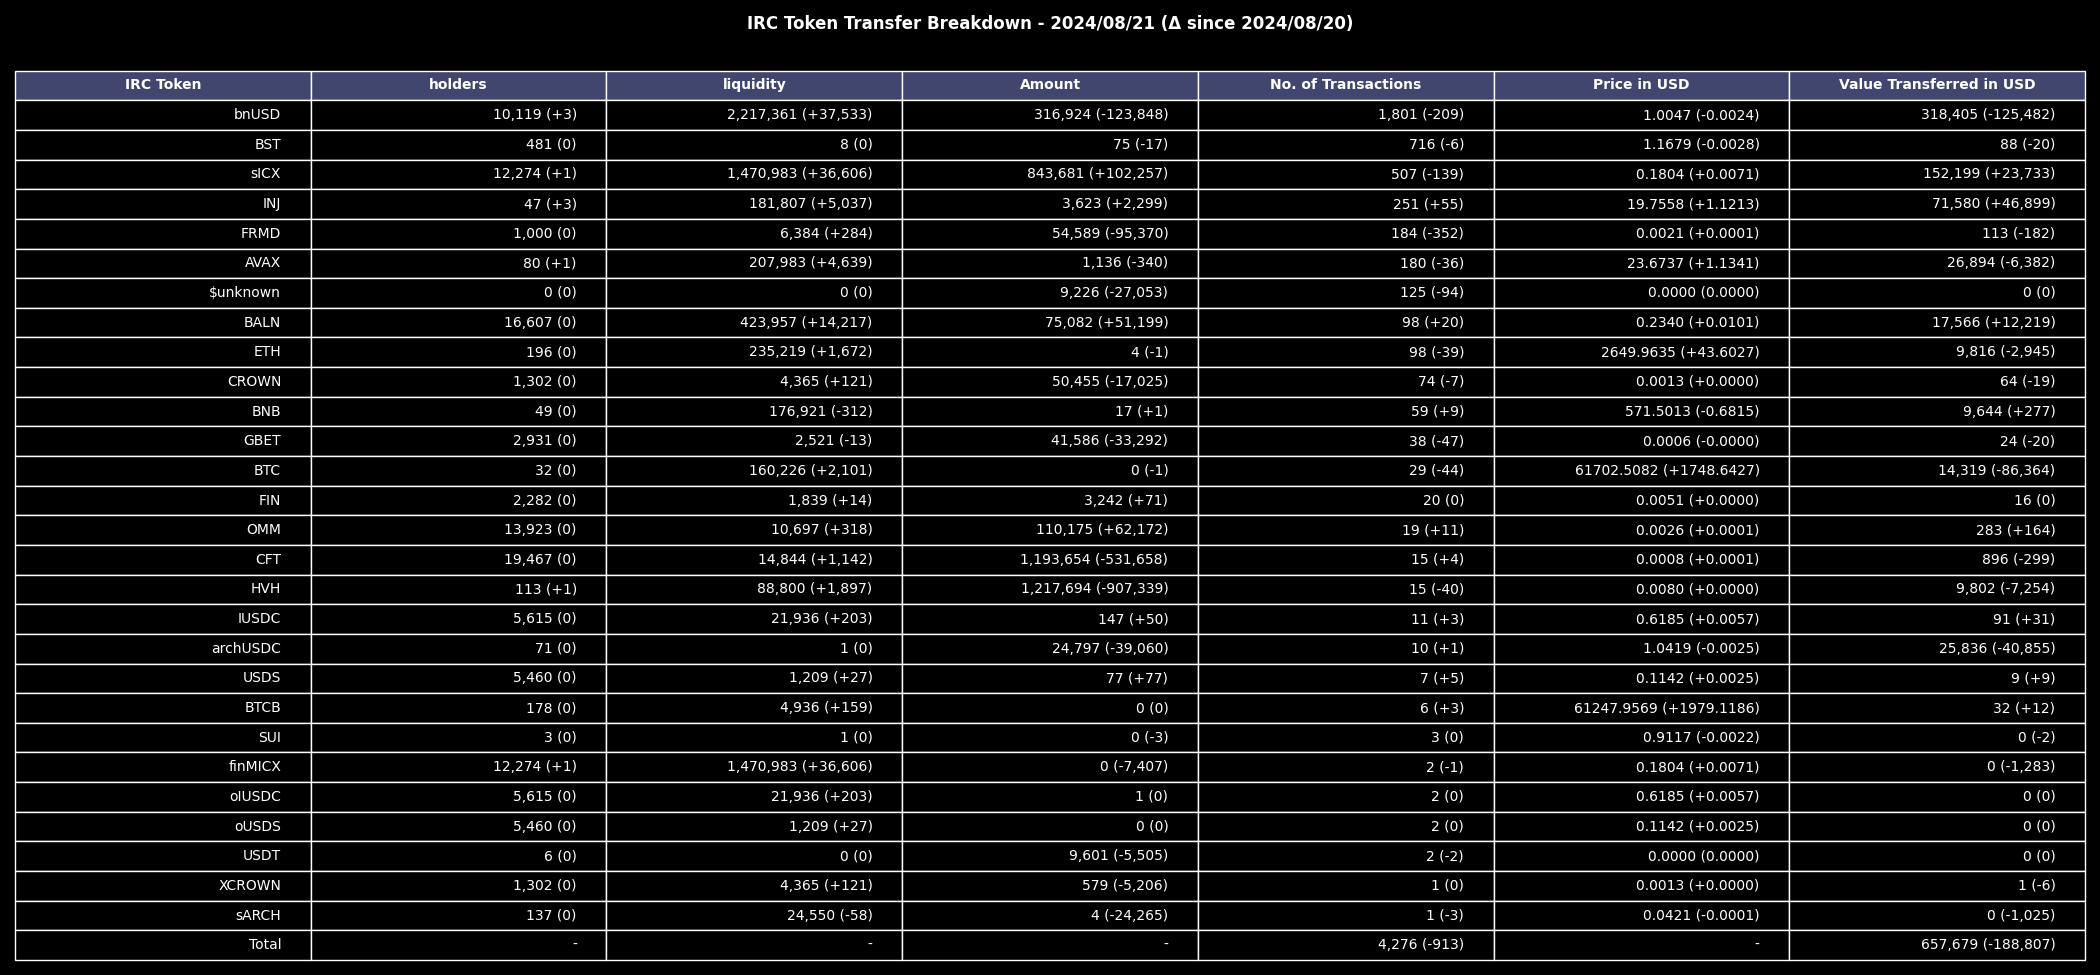 IRC Token Transfer Breakdown - 2024/08/21 (Δ since 2024/08/20)
IRC Token holders liquidity Amount No. of Transactions Price in USD Value Transferred in USD
bnUSD 10,119 (+3) 2,217,361 (+37,533) 316,924 (-123,848) 1,801 (-209) 1.0047 (-0.0024) 318,405 (-125,482)
BST 481 (0) 8 (0) 75 (-17) 716 (-6) 1.1679 (-0.0028) 88 (-20)
sICX 12,274 (+1) 1,470,983 (+36,606) 843,681 (+102,257) 507 (-139) 0.1804 (+0.0071) 152,199 (+23,733)
INJ 47 (+3) 181,807 (+5,037) 3,623 (+2,299) 251 (+55) 19.7558 (+1.1213) 71,580 (+46,899)
FRMD 1,000 (0) 6,384 (+284) 54,589 (-95,370) 184 (-352) 0.0021 (+0.0001) 113 (-182)
AVAX 80 (+1) 207,983 (+4,639) 1,136 (-340) 180 (-36) 23.6737 (+1.1341) 26,894 (-6,382)
$unknown 0 (0) 0 (0) 9,226 (-27,053) 125 (-94) 0.0000 (0.0000) 0 (0)
BALN 16,607 (0) 423,957 (+14,217) 75,082 (+51,199) 98 (+20) 0.2340 (+0.0101) 17,566 (+12,219)
ETH 196 (0) 235,219 (+1,672) 4 (-1) 98 (-39) 2649.9635 (+43.6027) 9,816 (-2,945)
CROWN 1,302 (0) 4,365 (+121) 50,455 (-17,025) 74 (-7) 0.0013 (+0.0000) 64 (-19)
BNB 49 (0) 176,921 (-312) 17 (+1) 59 (+9) 571.5013 (-0.6815) 9,644 (+277)
GBET 2,931 (0) 2,521 (-13) 41,586 (-33,292) 38 (-47) 0.0006 (-0.0000) 24 (-20)
BTC 32 (0) 160,226 (+2,101) 0 (-1) 29 (-44) 61702.5082 (+1748.6427) 14,319 (-86,364)
FIN 2,282 (0) 1,839 (+14) 3,242 (+71) 20 (0) 0.0051 (+0.0000) 16 (0)
OMM 13,923 (0) 10,697 (+318) 110,175 (+62,172) 19 (+11) 0.0026 (+0.0001) 283 (+164)
CFT 19,467 (0) 14,844 (+1,142) 1,193,654 (-531,658) 15 (+4) 0.0008 (+0.0001) 896 (-299)
HVH 113 (+1) 88,800 (+1,897) 1,217,694 (-907,339) 15 (-40) 0.0080 (+0.0000) 9,802 (-7,254)
IUSDC 5,615 (0) 21,936 (+203) 147 (+50) 11 (+3) 0.6185 (+0.0057) 91 (+31)
archUSDC 71 (0) 1 (0) 24,797 (-39,060) 10 (+1) 1.0419 (-0.0025) 25,836 (-40,855)
USDS 5,460 (0) 1,209 (+27) 77 (+77) 7 (+5) 0.1142 (+0.0025) 9 (+9)
BTCB 178 (0) 4,936 (+159) 0 (0) 6 (+3) 61247.9569 (+1979.1186) 32 (+12)
SUI 3 (0) 1 (0) 0 (-3) 3 (0) 0.9117 (-0.0022) 0 (-2)
finMICX 12,274 (+1) 1,470,983 (+36,606) 0 (-7,407) 2 (-1) 0.1804 (+0.0071) 0 (-1,283)
oIUSDC 5,615 (0) 21,936 (+203) 1 (0) 2 (0) 0.6185 (+0.0057) 0 (0)
oUSDS 5,460 (0) 1,209 (+27) 0 (0) 2 (0) 0.1142 (+0.0025) 0 (0)
USDT 6 (0) 0 (0) 9,601 (-5,505) 2 (-2) 0.0000 (0.0000) 0 (0)
XCROWN 1,302 (0) 4,365 (+121) 579 (-5,206) 1 (0) 0.0013 (+0.0000) 1 (-6)
sARCH 137 (0) 24,550 (-58) 4 (-24,265) 1 (-3) 0.0421 (-0.0001) 0 (-1,025)
Total - - - 4,276 (-913) - 657,679 (-188,807)